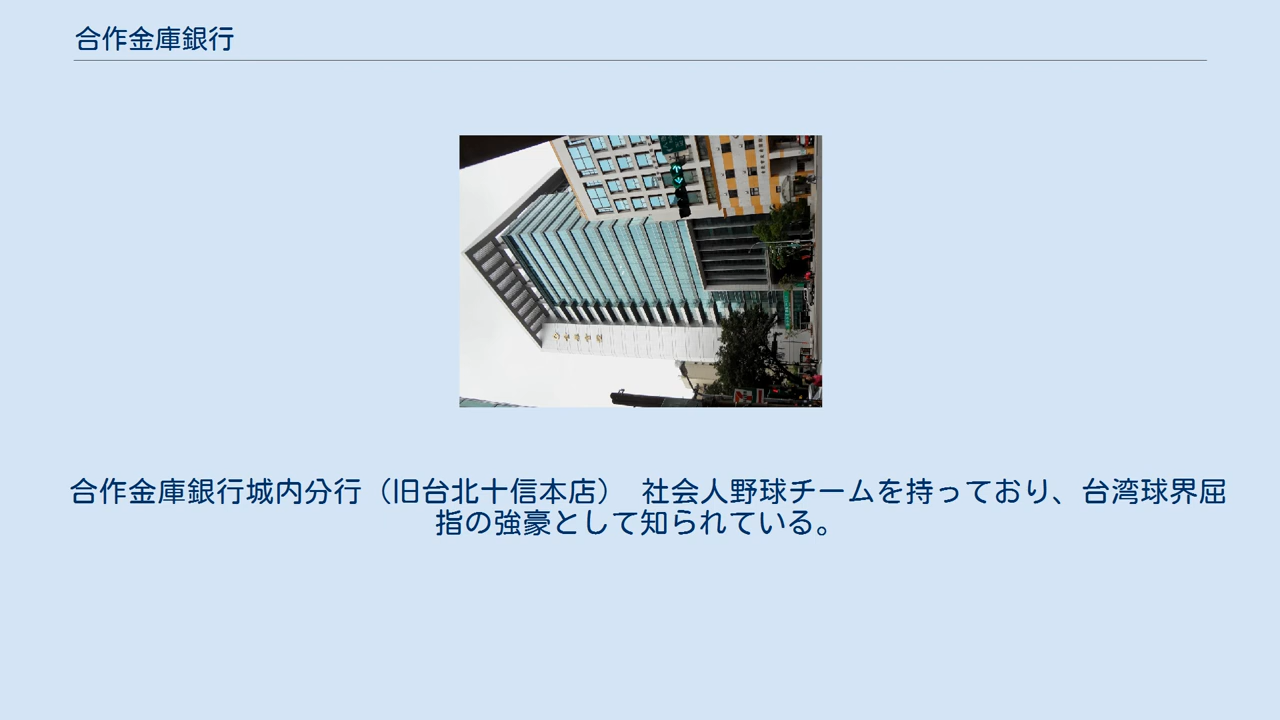 合作金庫銀行
合作金庫銀行城内分行（旧台北十信本店）　社会人野球チームを持っており、台湾球界屈
指の強豪として知られている。